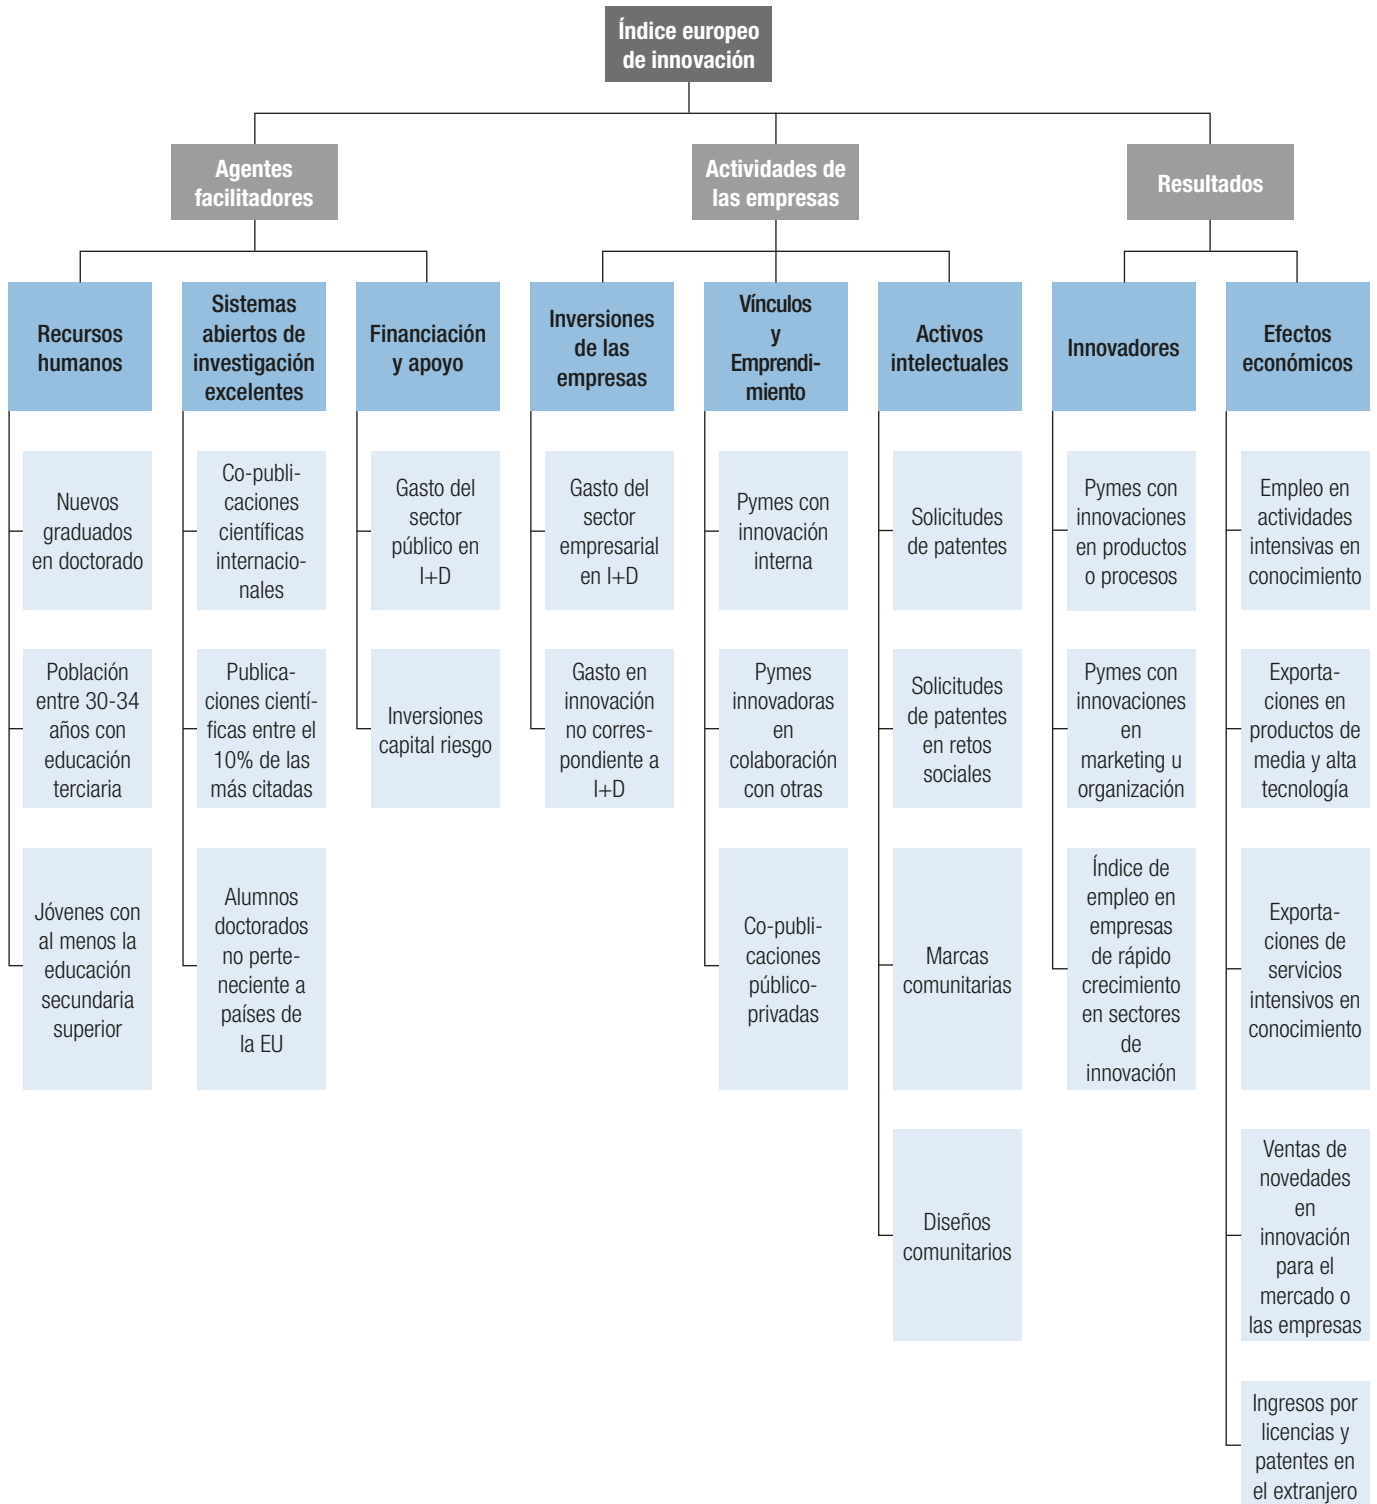 Índice europeo
de innovación
Agentes
facilitadores
Actividades de
las empresas
Resultados
Recursos
humanos
Sistemas
abiertos de
investigación
excelentes
Financiación
y apoyo
Inversiones
de las
empresas
Vínculos
y
Emprendi-
miento
Activos
intelectuales
Innovadores
Efectos
económicos
Nuevos
graduados
en doctorado
Co-publi-
caciones
científicas
internacio-
nales
Gasto del
sector
público en
I+D
Gasto del
sector
empresarial
en I+D
Pymes con
innovación
interna
Solicitudes
de patentes
Pymes con
innovaciones
en productos
o procesos
Empleo en
actividades
intensivas en
conocimiento
Población
entre 30-34
años con
educación
terciaria
Publica-
ciones cientí-
ficas entre el
10% de las
más citadas
Inversiones
capital riesgo
Gasto en
innovación
no corres-
pondiente a
I+D
Pymes
innovadoras
en
colaboración
con otras
Solicitudes
de patentes
en retos
sociales
Pymes con
innovaciones
en
marketing u
organización
Exporta-
ciones en
productos de
media y alta
tecnología
Jóvenes con
al menos la
educación
secundaria
superior
Alumnos
doctorados
no perte-
neciente a
países de
la EU
Co-publi-
caciones
público-
privadas
Marcas
comunitarias
Índice de
empleo en
empresas
de rápido
crecimiento
en sectores
de
innovación
Exporta-
ciones de
servicios
intensivos en
conocimiento
Diseños
comunitarios
Ventas de
novedades
en
innovación
para el
mercado o
las empresas
Ingresos por
licencias y
patentes en
el extranjero